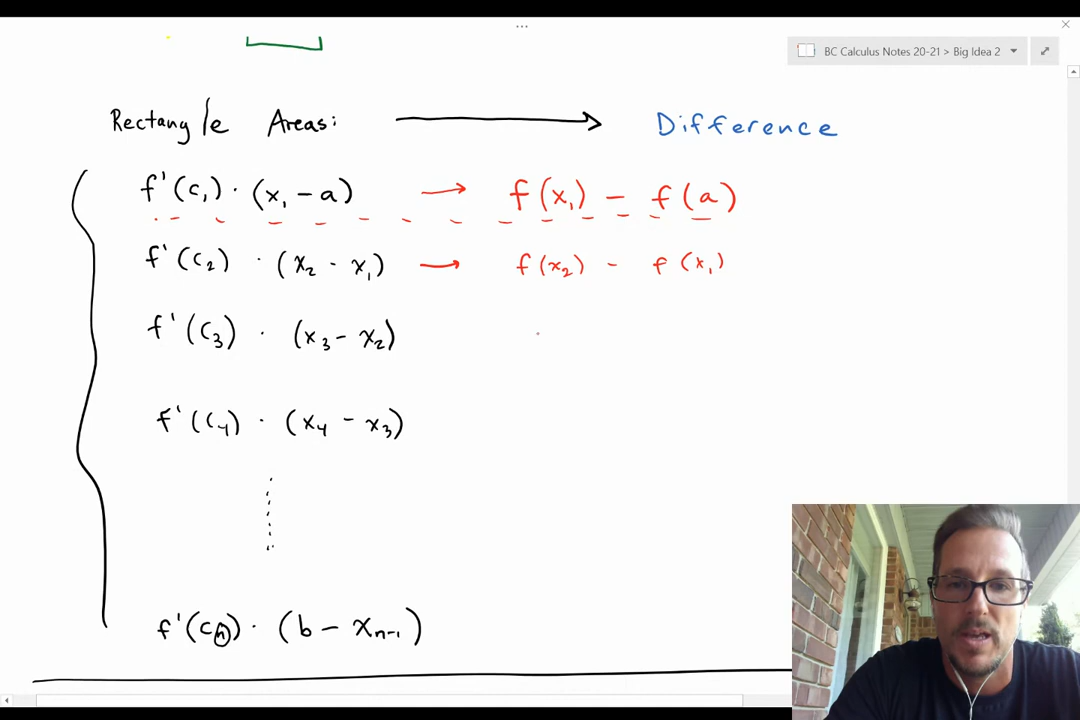 BC Calculus Notes 20-21 > Big Idea 2
Rectangle Areas: → Difference
f'(c₁) · (x₁ - a) → f(x₁) - f(a)
f'(c₂) · (x₂ - x₁) → f(x₂) - f(x₁)
f'(c₃) · (x₃ - x₂)
f'(c₄) · (x₄ - x₃)
f'(cₙ) · (b - xₙ₋₁)